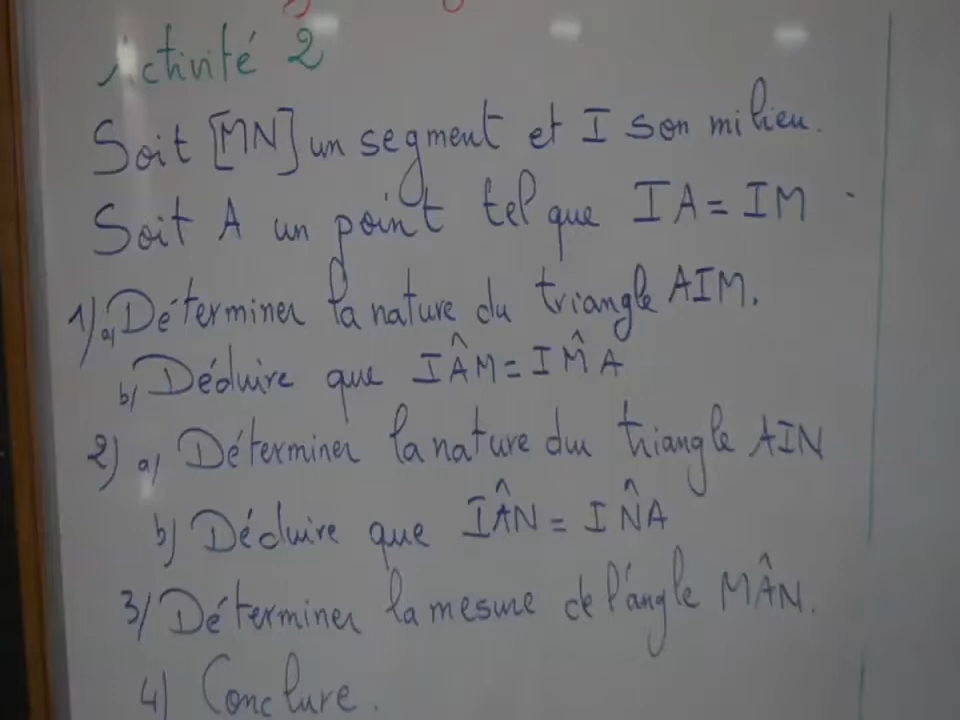 Activité 2
Soit [MN] un segment et I son milieu.
Soit A un point tel que IA = IM
1) a) Déterminer la nature du triangle AIM.
b) Déduire que IÂM = IM̂A
2) a) Déterminer la nature du triangle AIN
b) Déduire que IÂN = IN̂A
3) Déterminer la mesure de l'angle MÂN.
4) Conclure.